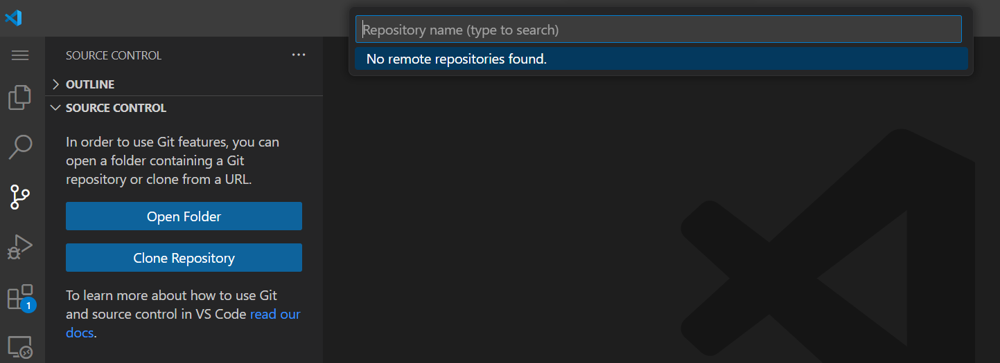 Repository name (type to search)
No remote repositories found.
SOURCE CONTROL
OUTLINE
SOURCE CONTROL
In order to use Git features, you can
open a folder containing a Git
repository or clone from a URL.
Open Folder
Clone Repository
To learn more about how to use Git
and source control in VS Code read our
docs.
1